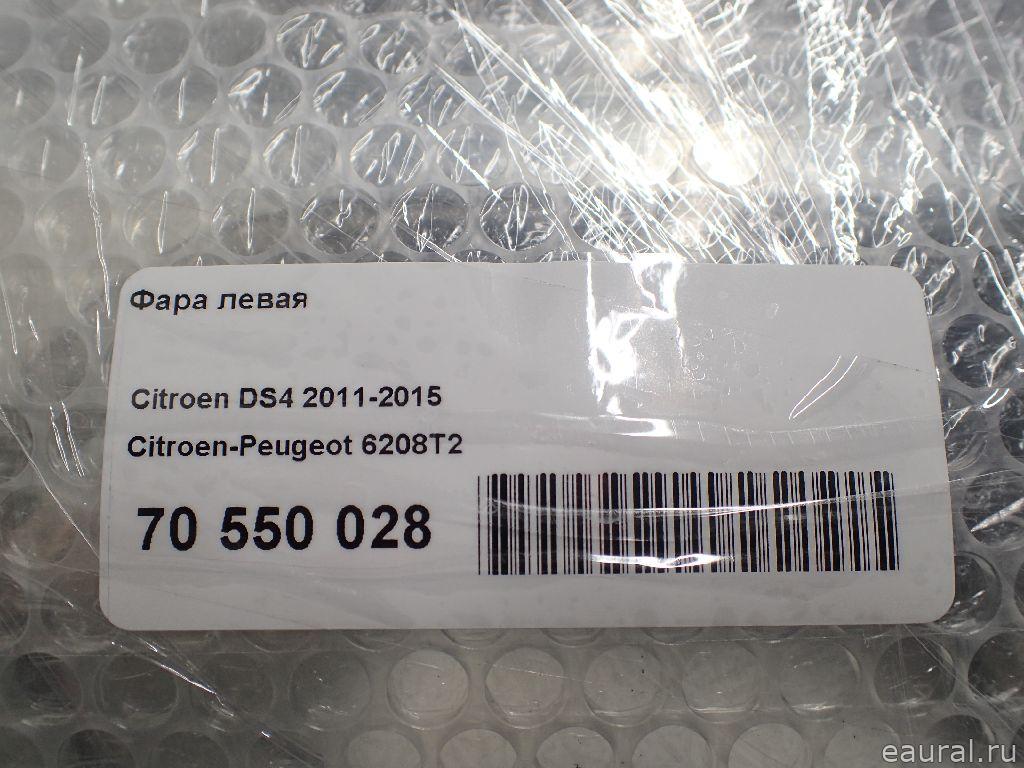 Фара левая
Citroen DS4 2011-2015
Citroen-Peugeot 6208T2
70 550 028
eaural.ru